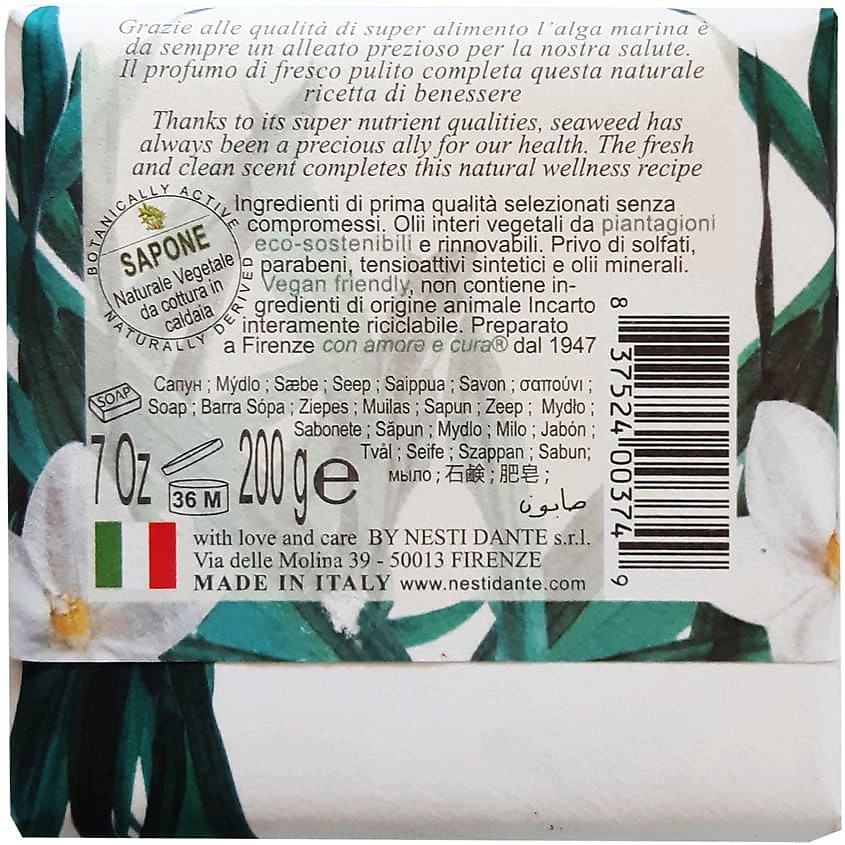 Grazie alle qualità di super alimento l'alga marina è
da sempre un alleato prezioso per la nostra salute.
Il profumo di fresco pulito completa questa naturale
ricetta di benessere
Thanks to its super nutrient qualities, seaweed has
always been a precious ally for our health. The fresh
and clean scent completes this natural wellness recipe
BOTANICALLY ACTIVE
SAPONE
Naturale Vegetale
da cottura in
caldaia
NATURALLY DERIVED
Ingredienti di prima qualità selezionati senza
compromessi. Olii interi vegetali da piantagioni
eco-sostenibili e rinnovabili. Privo di solfati,
parabeni, tensioattivi sintetici e olii minerali.
Vegan friendly, non contiene in-
gredienti di origine animale Incarto
interamente riciclabile. Preparato
a Firenze con amore e cura® dal 1947
SOAP
Сапун ; Mýdlo ; Sæbe ; Seep ; Saippua ; Savon ; σαπούνι ;
Soap ; Barra Sópa ; Ziepes ; Muilas ; Sapun ; Zeep ; Mydło ;
Sabonete ; Săpun ; Mydlo ; Milo ; Jabón ;
Tvål ; Seife ; Szappan ; Sabun;
мыло ; 石鹸 ; 肥皂 ;
صابون
7 Oz
36 M
200 g e
with love and care BY NESTI DANTE s.r.l.
Via delle Molina 39 - 50013 FIRENZE
MADE IN ITALY www.nestidante.com
8 37524 00374 9